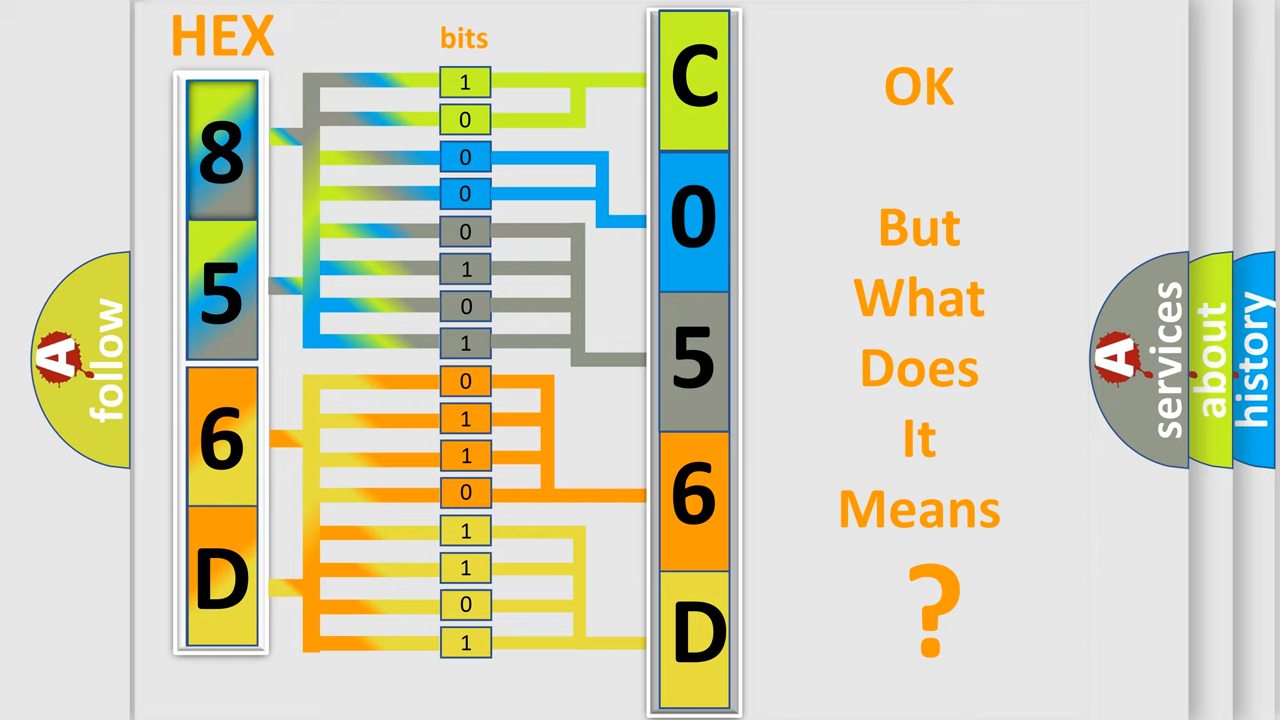 HEX
bits
8
5
6
D
1
0
0
0
0
1
0
1
0
1
1
0
1
1
0
1
C
0
5
6
D
OK
But
What
Does
It
Means
?
A
follow
A
services
about
history